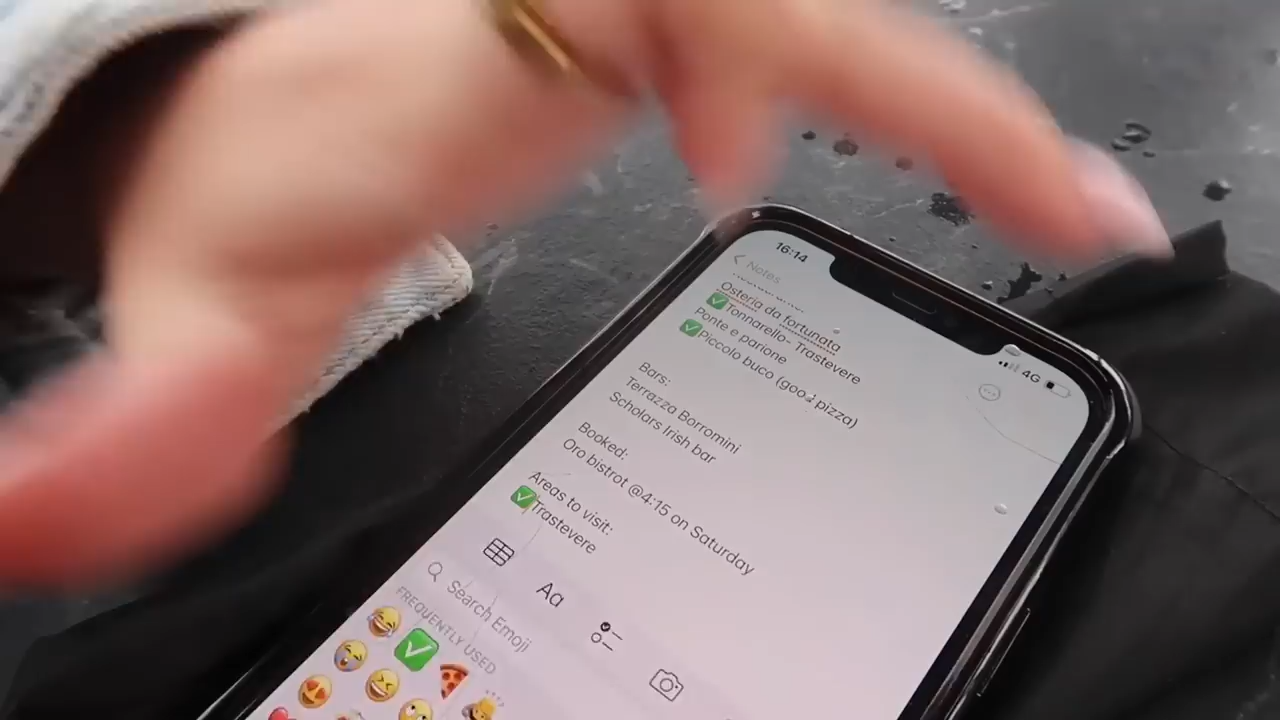 16:14
4G
Notes
Osteria da fortunata
✅Tonnarello- Trastevere
Ponte e parione
✅Piccolo buco (good pizza)
Bars:
Terrazza Borromini
Scholars Irish bar
Booked:
Oro bistrot @4:15 on Saturday
Areas to visit:
✅Trastevere
Aa
Search Emoji
FREQUENTLY USED